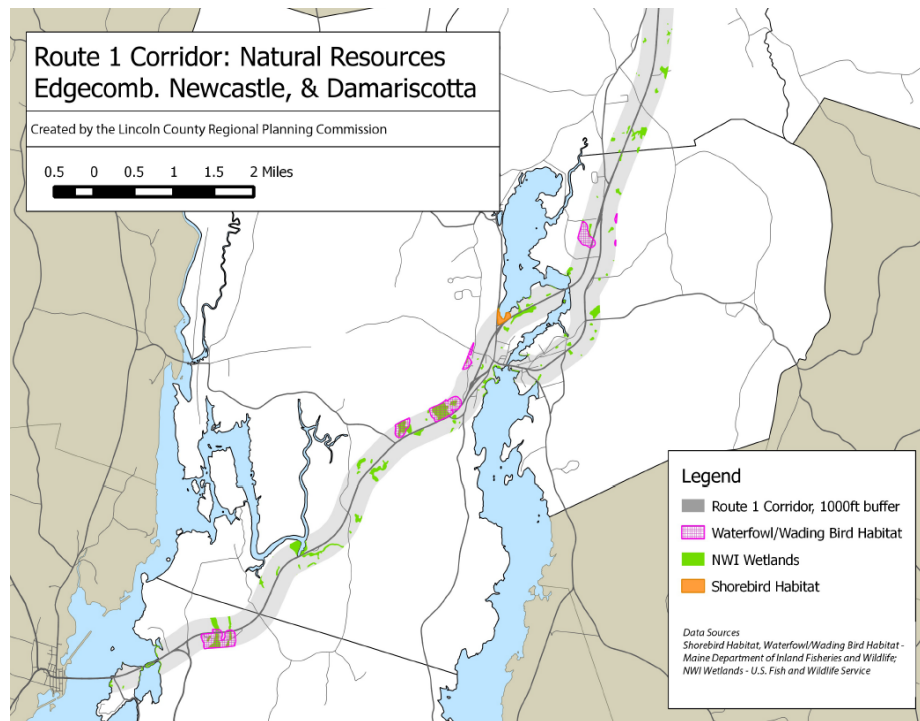 Route 1 Corridor: Natural Resources
Edgecomb. Newcastle, & Damariscotta
Created by the Lincoln County Regional Planning Commission
0.5 0 0.5 1 1.5 2 Miles
Legend
Route 1 Corridor, 1000ft buffer
Waterfowl/Wading Bird Habitat
NWI Wetlands
Shorebird Habitat
Data Sources
Shorebird Habitat, Waterfowl/Wading Bird Habitat -
Maine Department of Inland Fisheries and Wildlife;
NWI Wetlands - U.S. Fish and Wildlife Service